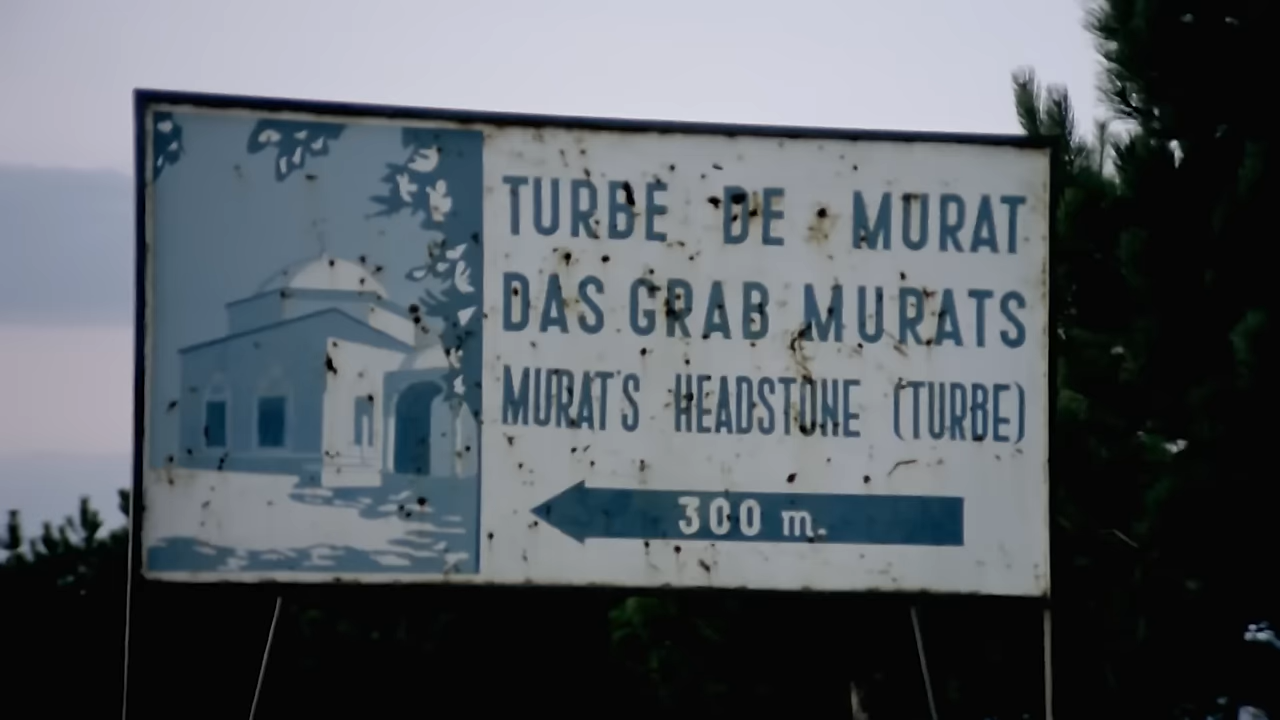 TURBE DE MURAT
DAS GRAB MURATS
MURAT'S HEADSTONE (TURBE)
300 m.